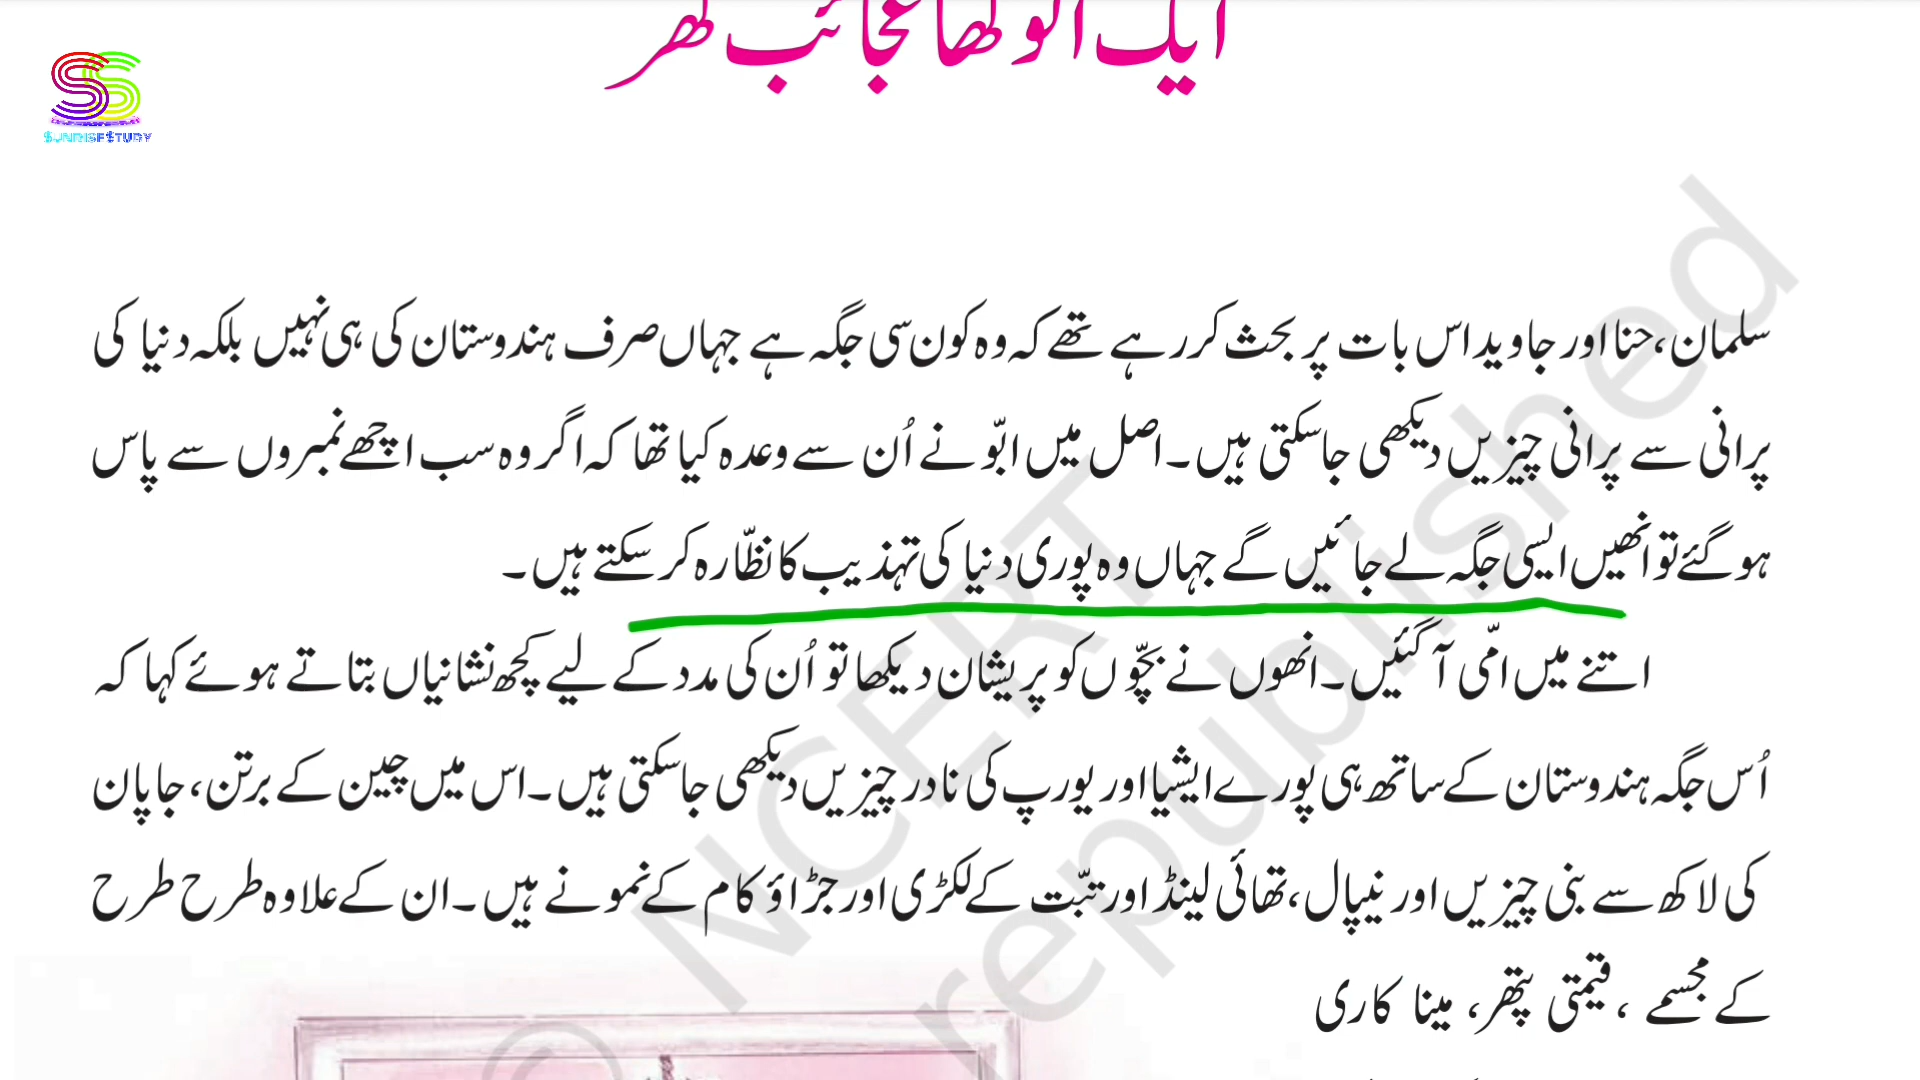 ایک انوکھا عجائب گھر
SUNRISESTUDY
سلمان، حنا اور جاوید اس بات پر بحث کر رہے تھے کہ وہ کون سی جگہ ہے جہاں صرف ہندوستان کی ہی نہیں بلکہ دنیا کی
پرانی سے پرانی چیزیں دیکھی جاسکتی ہیں۔ اصل میں ابّو نے اُن سے وعدہ کیا تھا کہ اگر وہ سب اچھے نمبروں سے پاس
ہوگئے تو انھیں ایسی جگہ لے جائیں گے جہاں وہ پوری دنیا کی تہذیب کا نظّارہ کر سکتے ہیں۔
اتنے میں امّی آ گئیں۔ انھوں نے بچّوں کو پریشان دیکھا تو اُن کی مدد کے لیے کچھ نشانیاں بتاتے ہوئے کہا کہ
اُس جگہ ہندوستان کے ساتھ ہی پورے ایشیا اور یورپ کی نادر چیزیں دیکھی جاسکتی ہیں۔ اس میں چین کے برتن، جاپان
کی لاکھ سے بنی چیزیں اور نیپال، تھائی لینڈ اور تبّت کے لکڑی اور جڑاؤ کام کے نمونے ہیں۔ ان کے علاوہ طرح طرح
کے مجسمے ، قیمتی پتھر، مینا کاری
© NCERT
republished